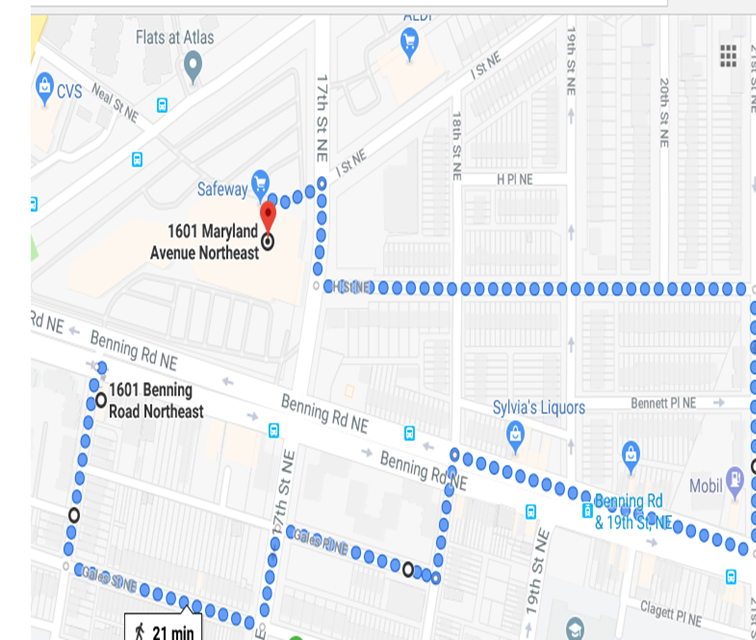 ALDI
Flats at Atlas
CVS
Neal St NE
17th St NE
I St NE
19th St NE
20th St NE
18th St NE
I St NE
H Pl NE
Safeway
1601 Maryland
Avenue Northeast
H St NE
Rd NE
Benning Rd NE
1601 Benning
Road Northeast
Benning Rd NE
Sylvia's Liquors
Bennett Pl NE
Benning Rd NE
Mobil
Benning Rd
& 19th St NE
17th St NE
Gales Pl NE
19th St NE
Gales St NE
Clagett Pl NE
21 min